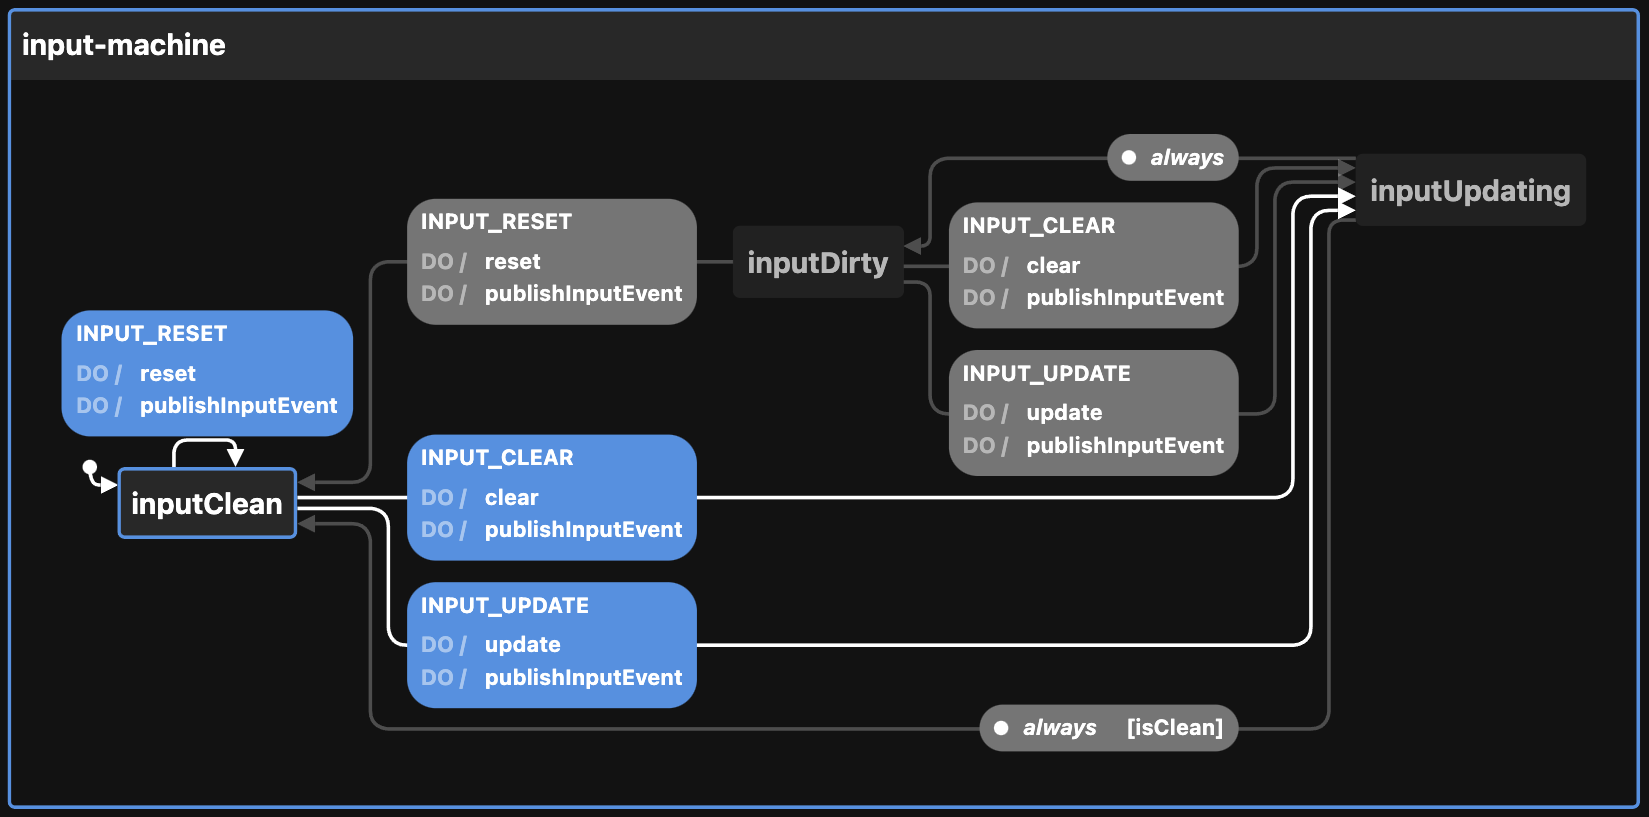 input-machine
always
inputUpdating
INPUT_RESET
DO / reset
DO / publishInputEvent
inputDirty
INPUT_CLEAR
DO / clear
DO / publishInputEvent
INPUT_RESET
DO / reset
DO / publishInputEvent
INPUT_UPDATE
DO / update
DO / publishInputEvent
inputClean
INPUT_CLEAR
DO / clear
DO / publishInputEvent
INPUT_UPDATE
DO / update
DO / publishInputEvent
always [isClean]